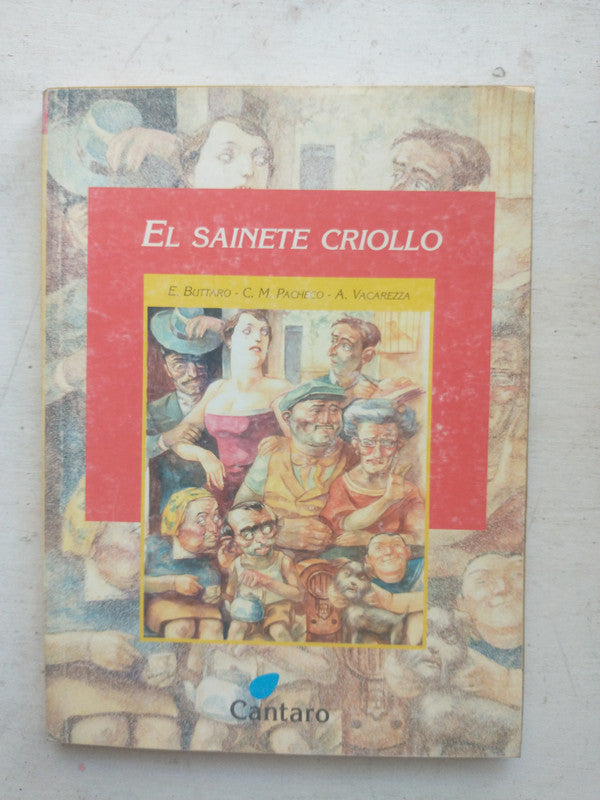 EL SAINETE CRIOLLO
E. BUTTARO - C. M. PACHECO - A. VACAREZZA
Cantaro